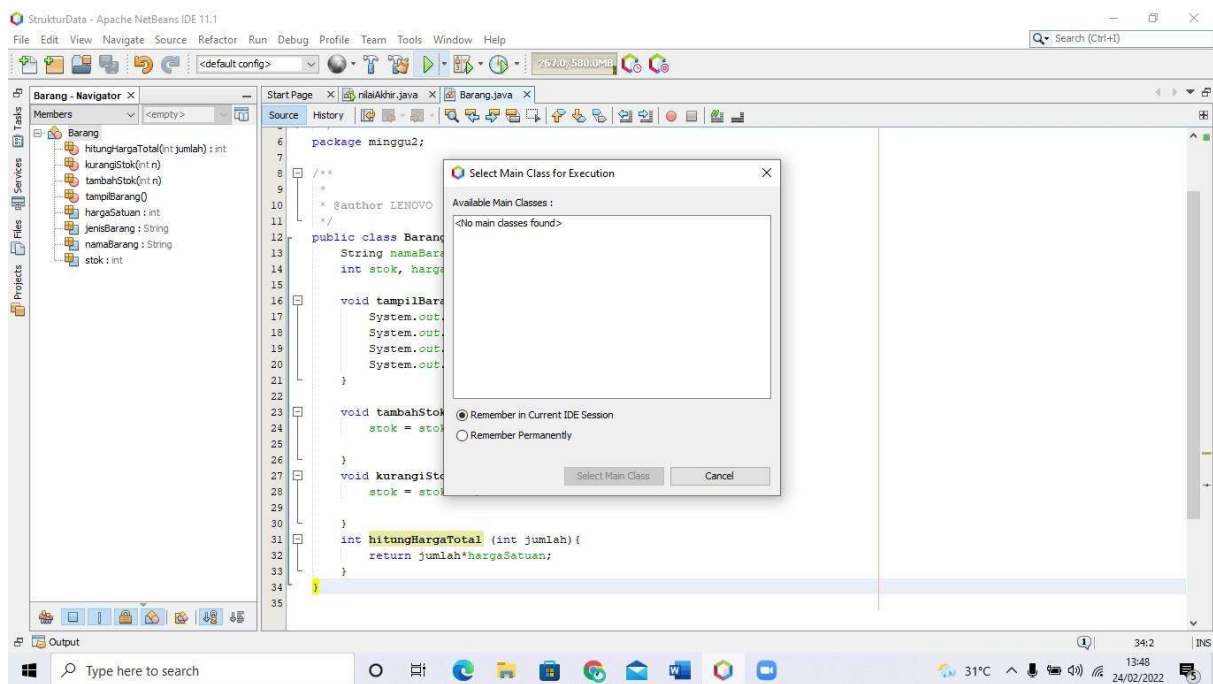 StrukturData - Apache NetBeans IDE 11.1
File Edit View Navigate Source Refactor Run Debug Profile Team Tools Window Help
Search (Ctrl+I)
<default config>
Barang - Navigator
Members
<empty>
Barang
hitungHargaTotal(int jumlah) : int
kurangiStok(int n)
tambahStok(int n)
tampilBarang()
hargaSatuan : int
jenisBarang : String
namaBarang : String
stok : int
Tasks
Services
Files
Projects
Start Page nilaiAkhir.java Barang.java
Source History
6 package minggu2;
7
8 /**
9 *
10 * @author LENOVO
11 */
12 public class Barang
13 String namaBara
14 int stok, harga
15
16 void tampilBara
17 System.out.
18 System.out.
19 System.out.
20 System.out.
21 }
22
23 void tambahStok
24 stok = stok
25
26 }
27 void kurangiSto
28 stok = stok
29
30 }
31 int hitungHargaTotal (int jumlah){
32 return jumlah*hargaSatuan;
33 }
34 }
35
Select Main Class for Execution
Available Main Classes :
<No main classes found>
Remember in Current IDE Session
Remember Permanently
Select Main Class Cancel
Output
1 34:2 INS
Type here to search
31°C
13:48
24/02/2022
5